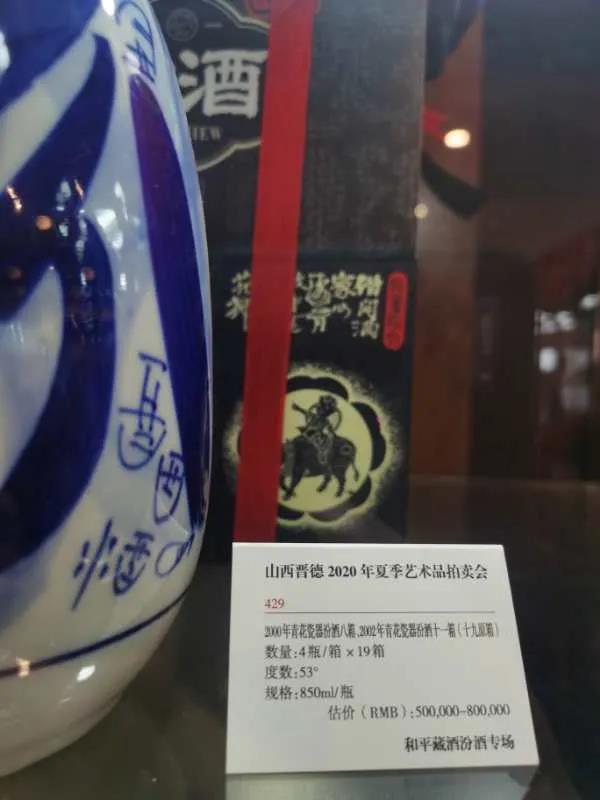 酒
借问酒
家
山西晋德 2020 年夏季艺术品拍卖会
429
2000年青花瓷器汾酒八箱、2002年青花瓷器汾酒十一箱（十九原箱）
数量:4瓶/箱×19箱
度数:53°
规格:850ml/瓶
估价（RMB）:500,000-800,000
和平藏酒汾酒专场